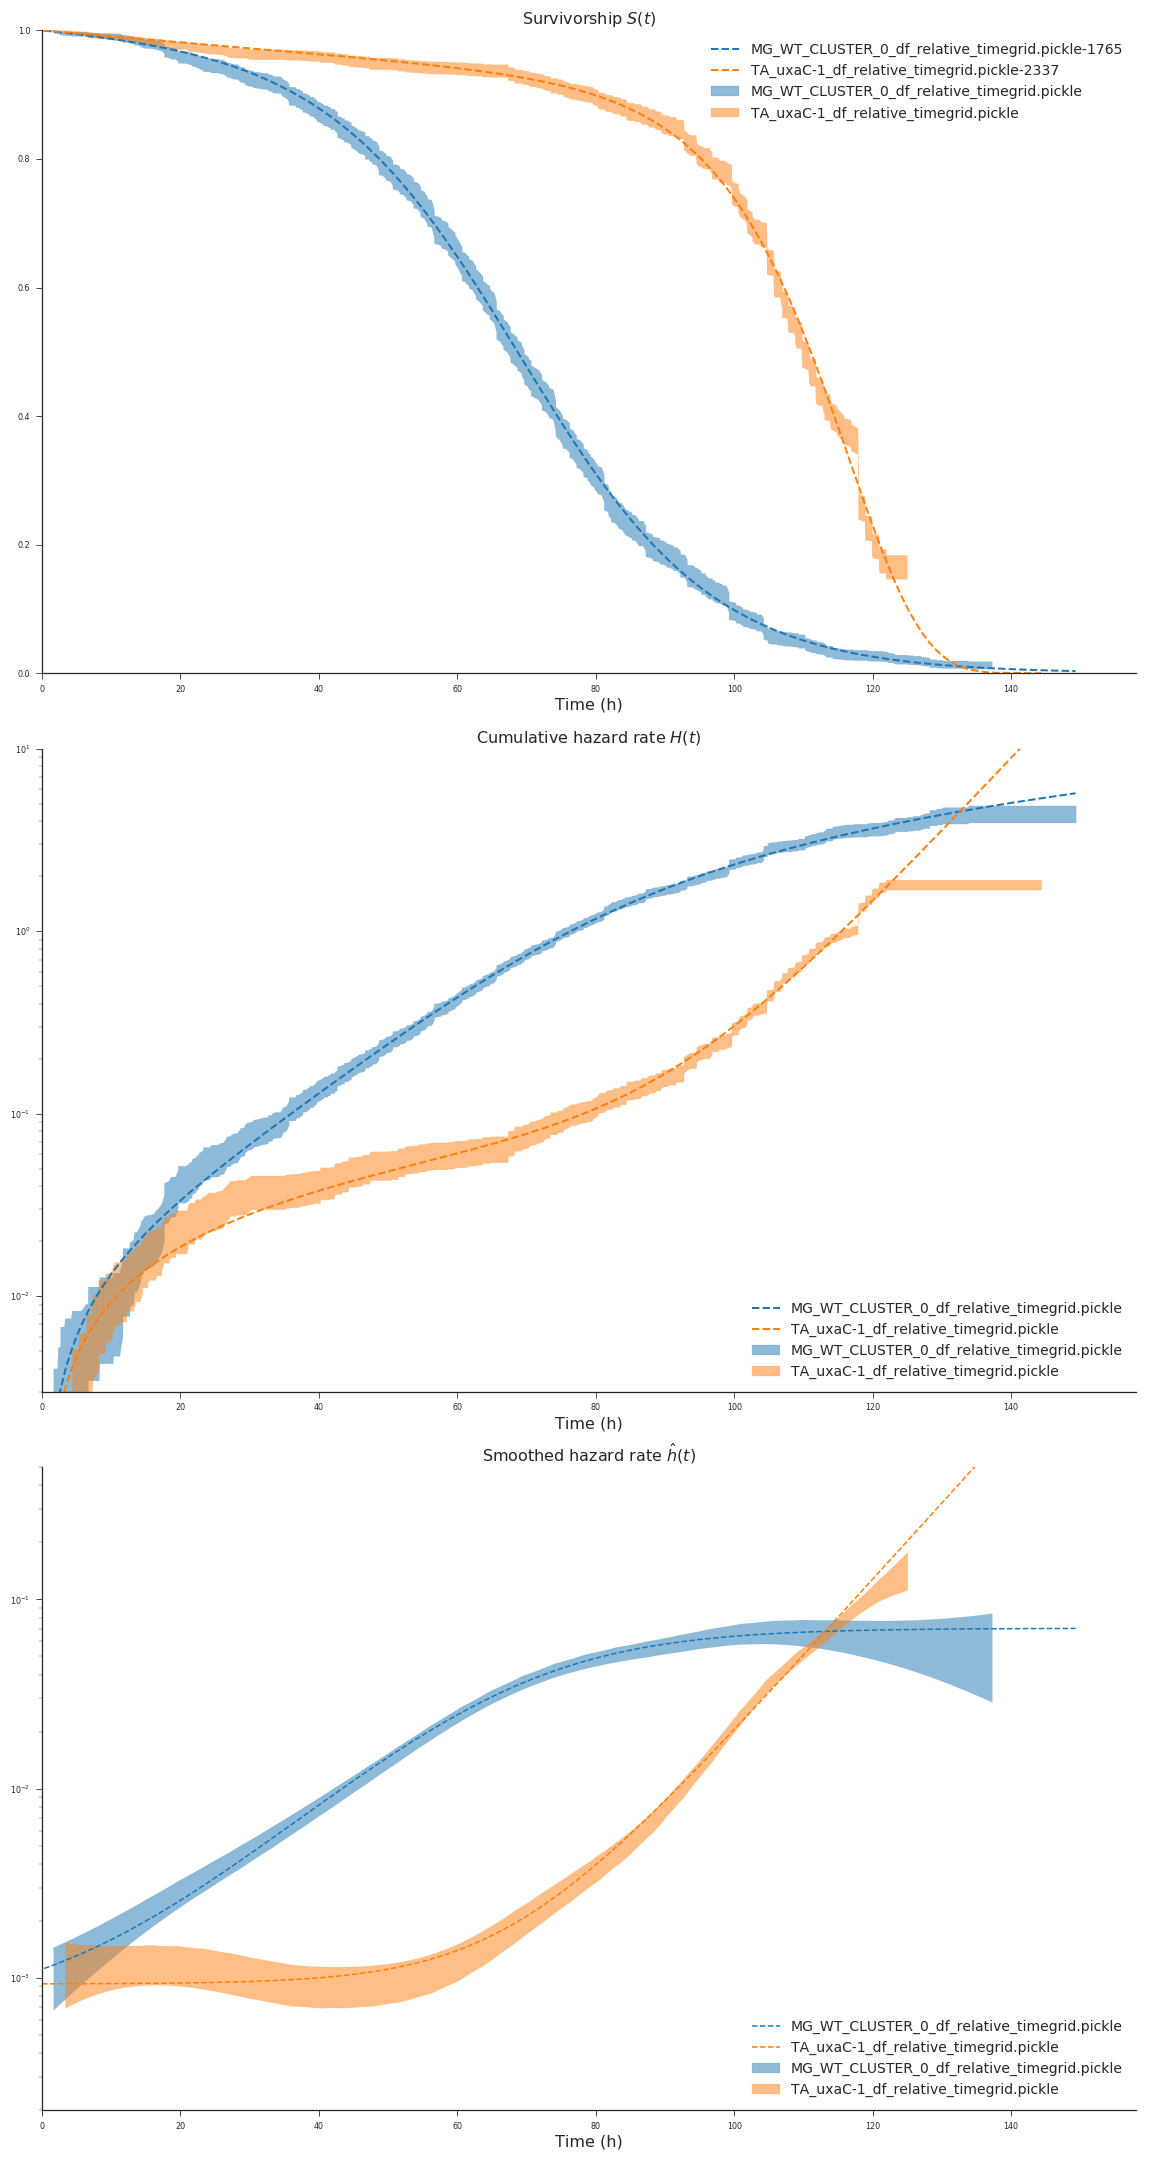 Survivorship S(t)
1.0
0.8
0.6
0.4
0.2
0.0
MG_WT_CLUSTER_0_df_relative_timegrid.pickle-1765
TA_uxaC-1_df_relative_timegrid.pickle-2337
MG_WT_CLUSTER_0_df_relative_timegrid.pickle
TA_uxaC-1_df_relative_timegrid.pickle
0 20 40 60 80 100 120 140
Time (h)
Cumulative hazard rate H(t)
10¹
10⁰
10⁻¹
10⁻²
MG_WT_CLUSTER_0_df_relative_timegrid.pickle
TA_uxaC-1_df_relative_timegrid.pickle
MG_WT_CLUSTER_0_df_relative_timegrid.pickle
TA_uxaC-1_df_relative_timegrid.pickle
0 20 40 60 80 100 120 140
Time (h)
Smoothed hazard rate ĥ(t)
10⁻¹
10⁻²
10⁻³
MG_WT_CLUSTER_0_df_relative_timegrid.pickle
TA_uxaC-1_df_relative_timegrid.pickle
MG_WT_CLUSTER_0_df_relative_timegrid.pickle
TA_uxaC-1_df_relative_timegrid.pickle
0 20 40 60 80 100 120 140
Time (h)